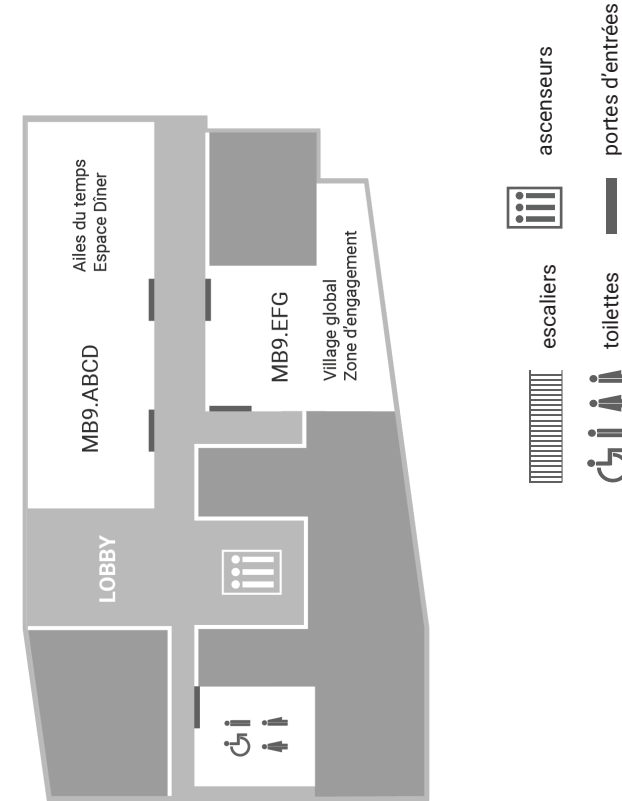 MB9.ABCD
Ailes du temps
Espace Dîner
MB9.EFG
Village global
Zone d'engagement
LOBBY
escaliers
ascenseurs
toilettes
portes d'entrées